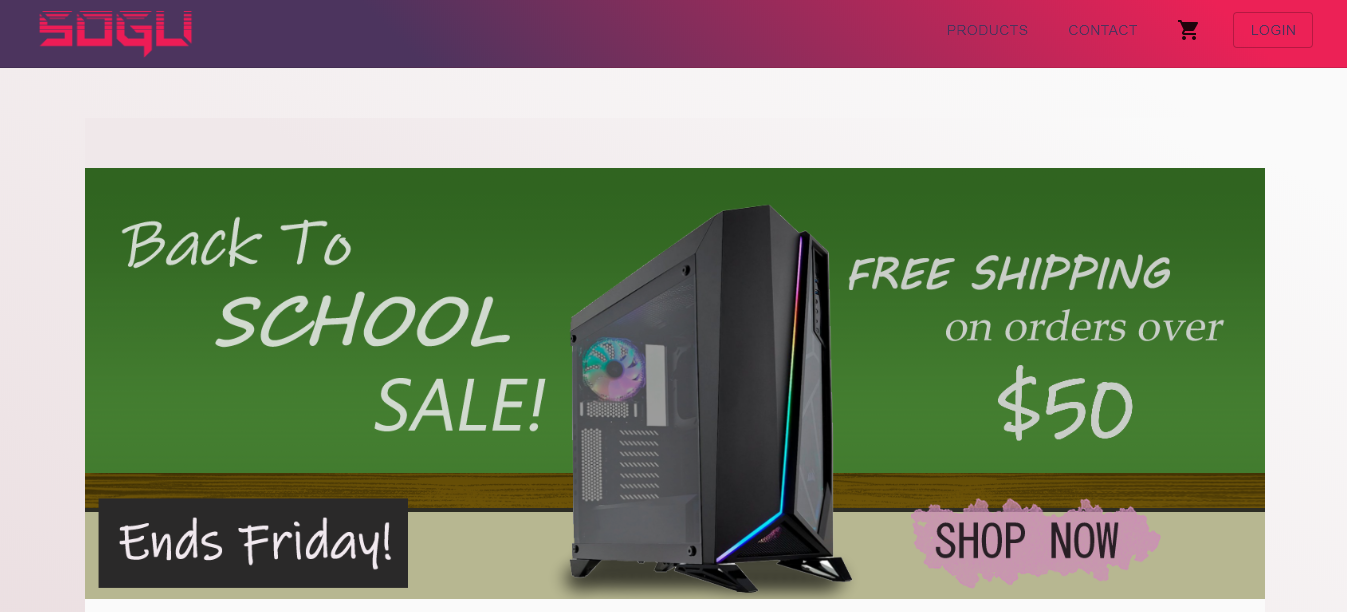 SOGU
PRODUCTS
CONTACT
LOGIN
Back To
SCHOOL
SALE!
FREE SHIPPING
on orders over
$50
Ends Friday!
SHOP NOW